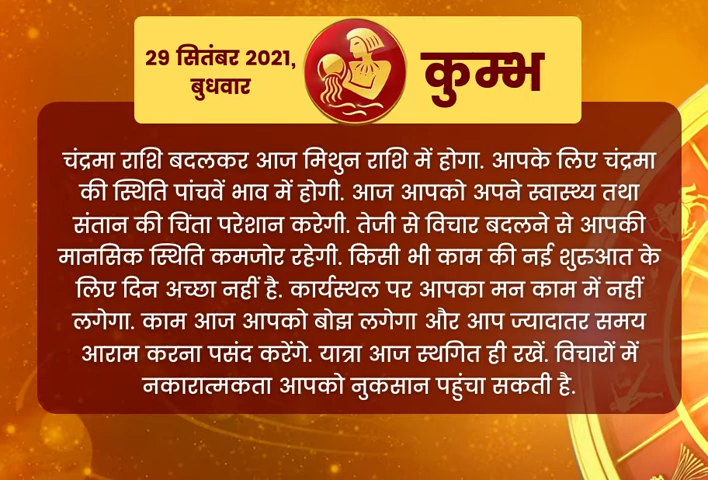 29 सितंबर 2021,
बुधवार
कुम्भ
चंद्रमा राशि बदलकर आज मिथुन राशि में होगा. आपके लिए चंद्रमा
की स्थिति पांचवें भाव में होगी. आज आपको अपने स्वास्थ्य तथा
संतान की चिंता परेशान करेगी. तेजी से विचार बदलने से आपकी
मानसिक स्थिति कमजोर रहेगी. किसी भी काम की नई शुरुआत के
लिए दिन अच्छा नहीं है. कार्यस्थल पर आपका मन काम में नहीं
लगेगा. काम आज आपको बोझ लगेगा और आप ज्यादातर समय
आराम करना पसंद करेंगे. यात्रा आज स्थगित ही रखें. विचारों में
नकारात्मकता आपको नुकसान पहुंचा सकती है.